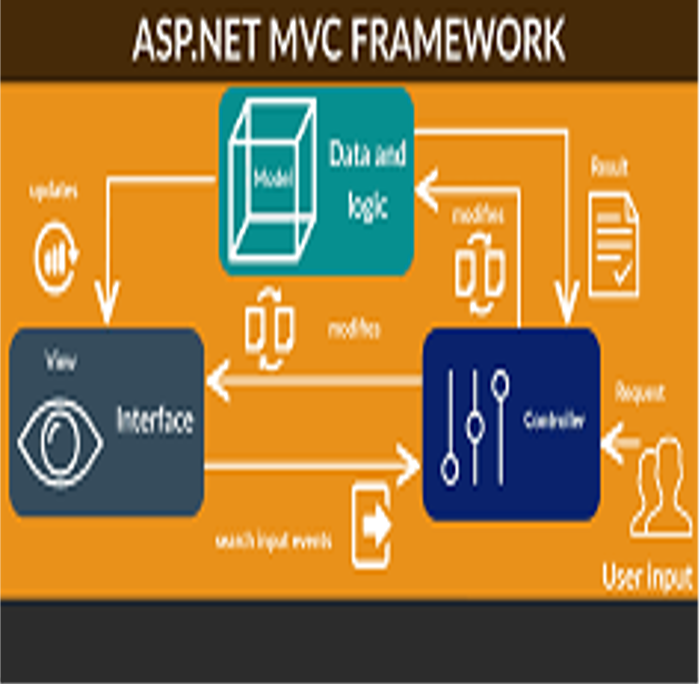 ASP.NET MVC FRAMEWORK
Model
Data and
logic
updates
Result
modifies
modifies
View
Interface
Controller
Request
search input events
User Input